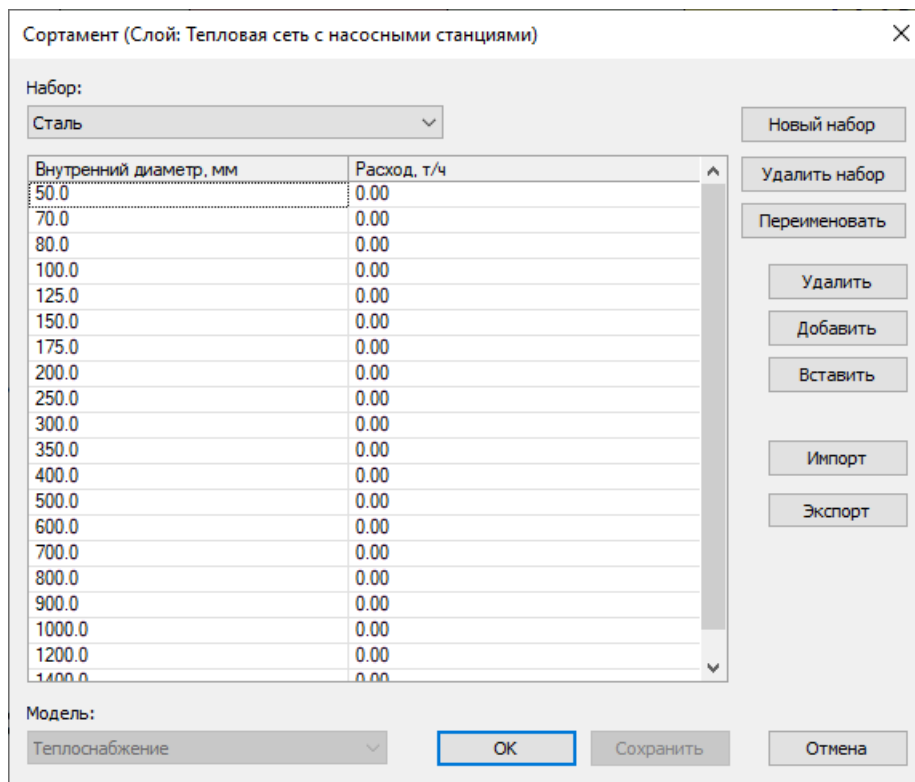 Сортамент (Слой: Тепловая сеть с насосными станциями)
Набор:
Сталь
Новый набор
Внутренний диаметр, мм Расход, т/ч
Удалить набор
50.0 0.00
70.0 0.00
Переименовать
80.0 0.00
100.0 0.00
Удалить
125.0 0.00
150.0 0.00
Добавить
175.0 0.00
200.0 0.00
Вставить
250.0 0.00
300.0 0.00
350.0 0.00
Импорт
400.0 0.00
500.0 0.00
Экспорт
600.0 0.00
700.0 0.00
800.0 0.00
900.0 0.00
1000.0 0.00
1200.0 0.00
1400.0 0.00
Модель:
Теплоснабжение
ОК
Сохранить
Отмена